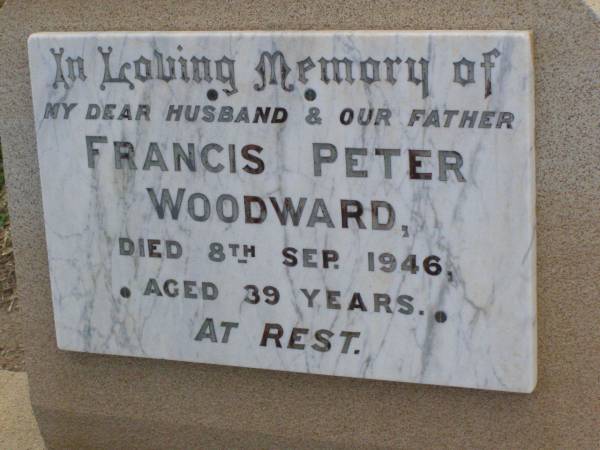 In Loving Memory of
MY DEAR HUSBAND & OUR FATHER
FRANCIS PETER
WOODWARD,
DIED 8TH SEP. 1946,
AGED 39 YEARS.
AT REST.